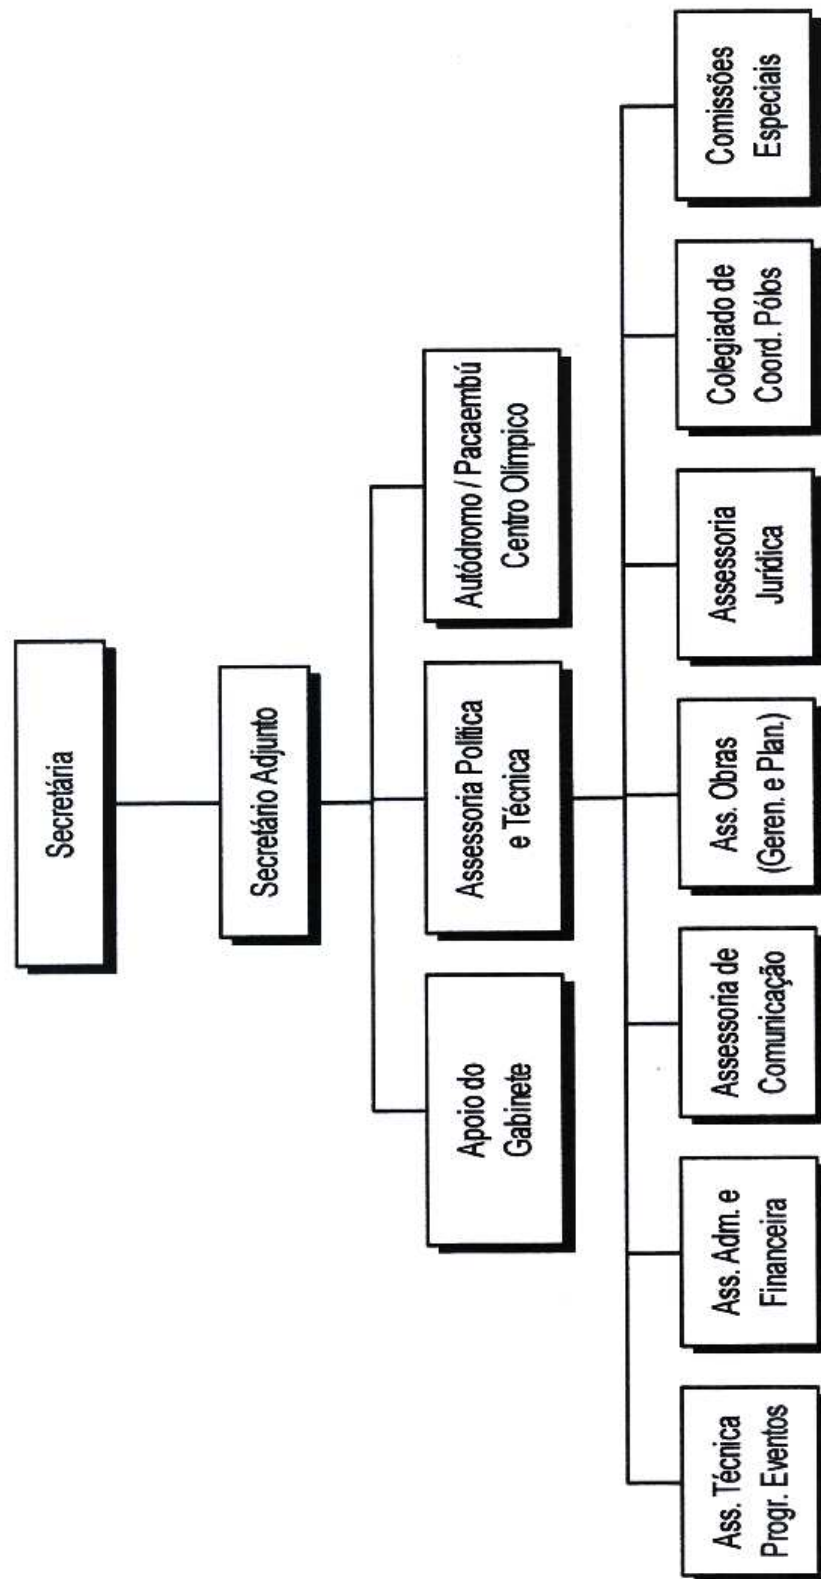 Secretária
Secretário Adjunto
Apoio do
Gabinete
Assessoria Política
e Técnica
Autódromo / Pacaembú
Centro Olímpico
Ass. Técnica
Progr. Eventos
Ass. Adm. e
Financeira
Assessoria de
Comunicação
Ass. Obras
(Geren. e Plan.)
Assessoria
Jurídica
Colegiado de
Coord. Pólos
Comissões
Especiais